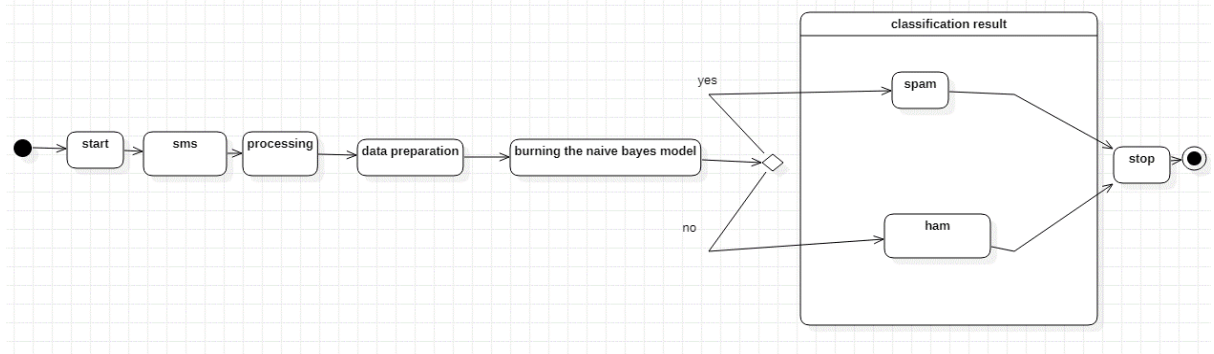 classification result
yes
spam
start
sms
processing
data preparation
burning the naive bayes model
stop
no
ham